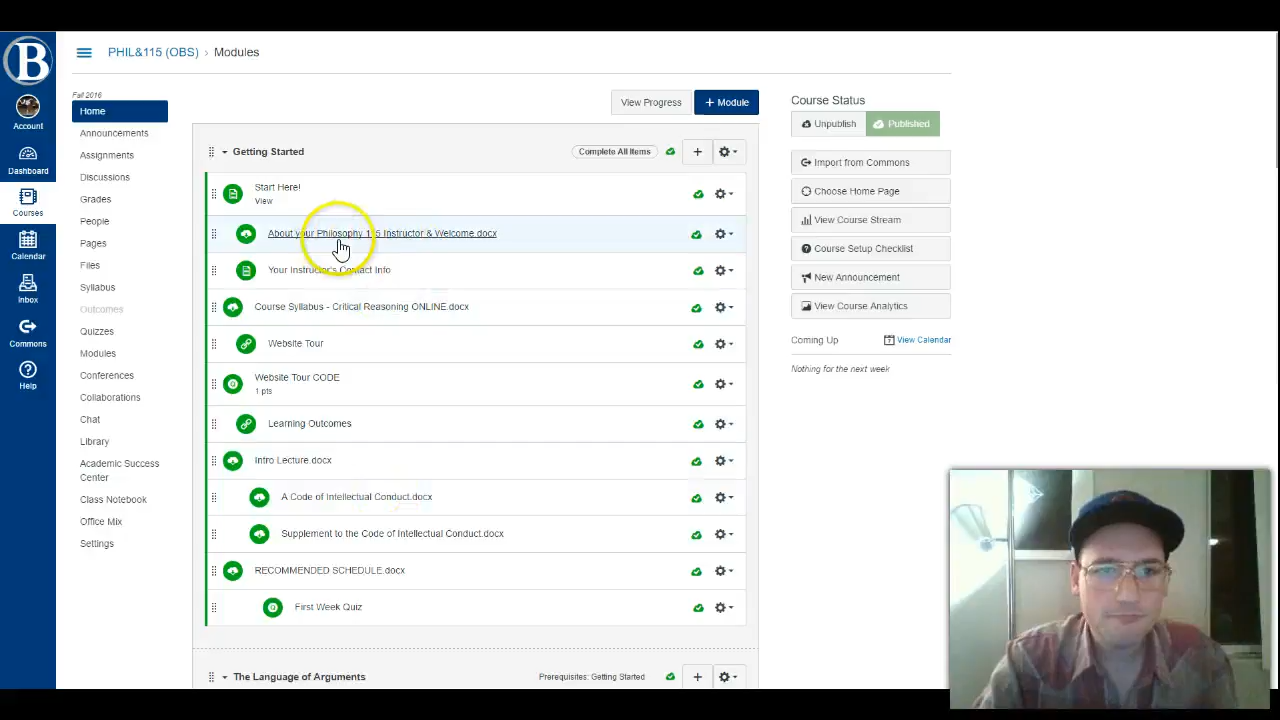 B
PHIL&115 (OBS) › Modules
Account
Dashboard
Courses
Calendar
Inbox
Commons
Help
Fall 2016
Home
Announcements
Assignments
Discussions
Grades
People
Pages
Files
Syllabus
Outcomes
Quizzes
Modules
Conferences
Collaborations
Chat
Library
Academic Success
Center
Class Notebook
Office Mix
Settings
View Progress
+ Module
Getting Started
Complete All Items
Start Here!
View
About your Philosophy 115 Instructor & Welcome.docx
Your Instructor's Contact Info
Course Syllabus - Critical Reasoning ONLINE.docx
Website Tour
Website Tour CODE
1 pts
Learning Outcomes
Intro Lecture.docx
A Code of Intellectual Conduct.docx
Supplement to the Code of Intellectual Conduct.docx
RECOMMENDED SCHEDULE.docx
First Week Quiz
The Language of Arguments
Prerequisites: Getting Started
Course Status
Unpublish
Published
Import from Commons
Choose Home Page
View Course Stream
Course Setup Checklist
New Announcement
View Course Analytics
Coming Up
View Calendar
Nothing for the next week